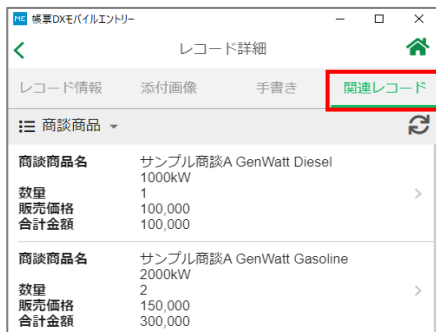 ME 帳票DXモバイルエントリー
レコード詳細
レコード情報 添付画像 手書き 関連レコード
商談商品
商談商品名 サンプル商談A GenWatt Diesel
1000kW
数量 1
販売価格 100,000
合計金額 100,000
商談商品名 サンプル商談A GenWatt Gasoline
2000kW
数量 2
販売価格 150,000
合計金額 300,000